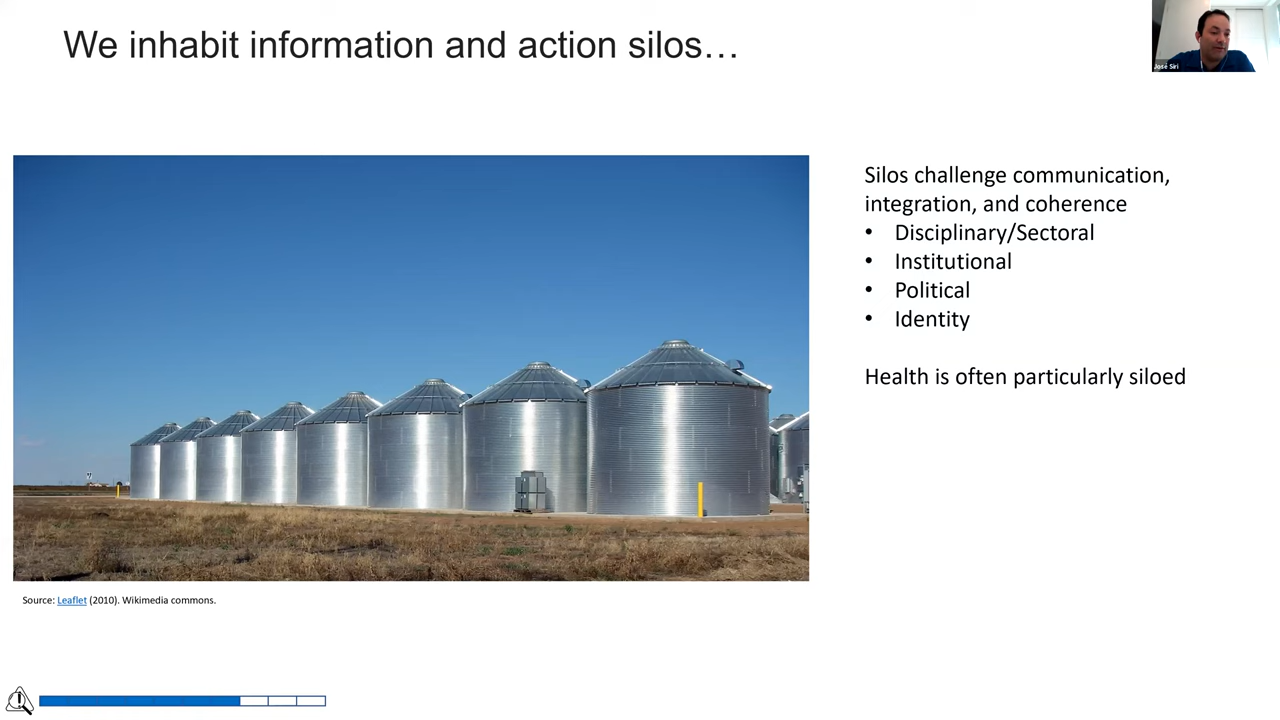 We inhabit information and action silos…
José Siri
Silos challenge communication,
integration, and coherence
• Disciplinary/Sectoral
• Institutional
• Political
• Identity
Health is often particularly siloed
Source: Leaflet (2010). Wikimedia commons.